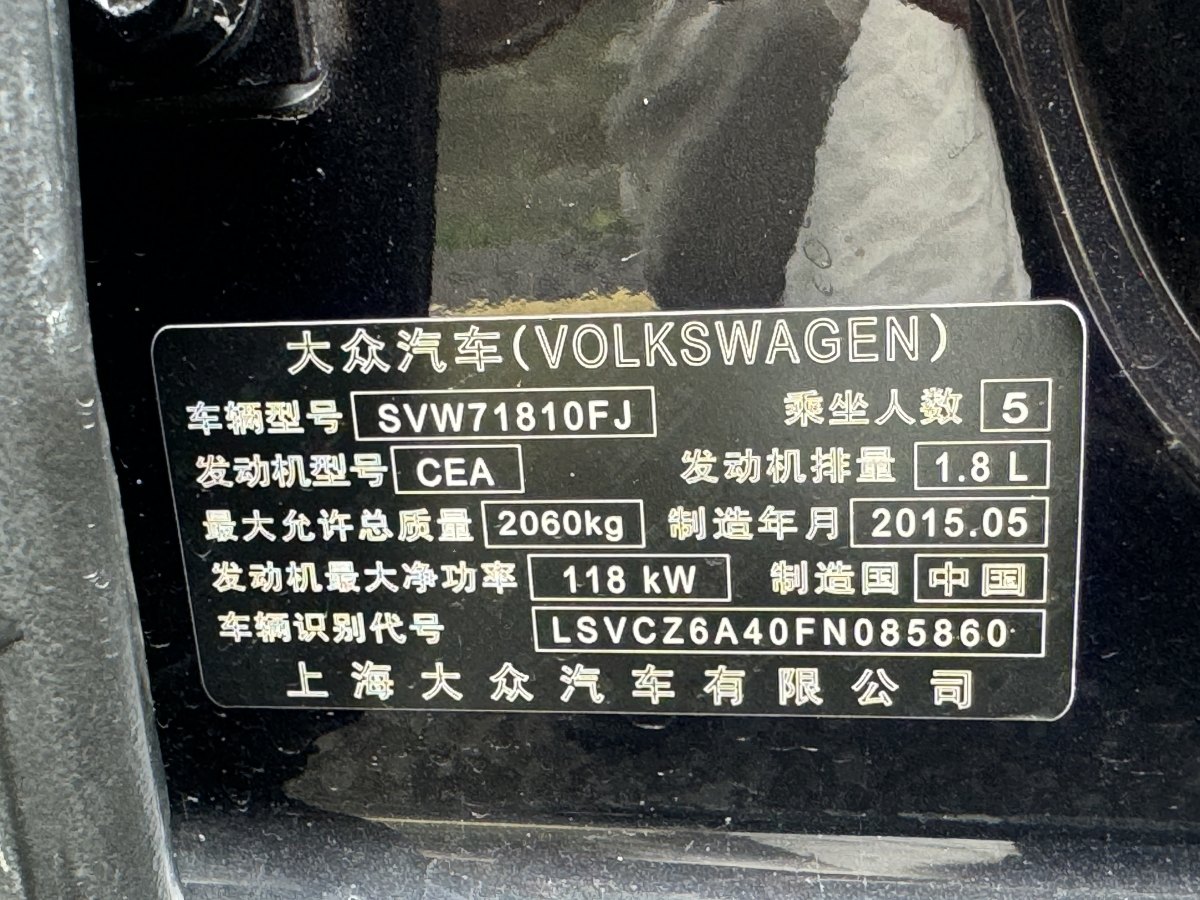 大众汽车(VOLKSWAGEN)
车辆型号 SVW71810FJ 乘坐人数 5
发动机型号 CEA 发动机排量 1.8 L
最大允许总质量 2060kg 制造年月 2015.05
发动机最大净功率 118 kW 制造国 中国
车辆识别代号 LSVCZ6A40FN085860
上海大众汽车有限公司